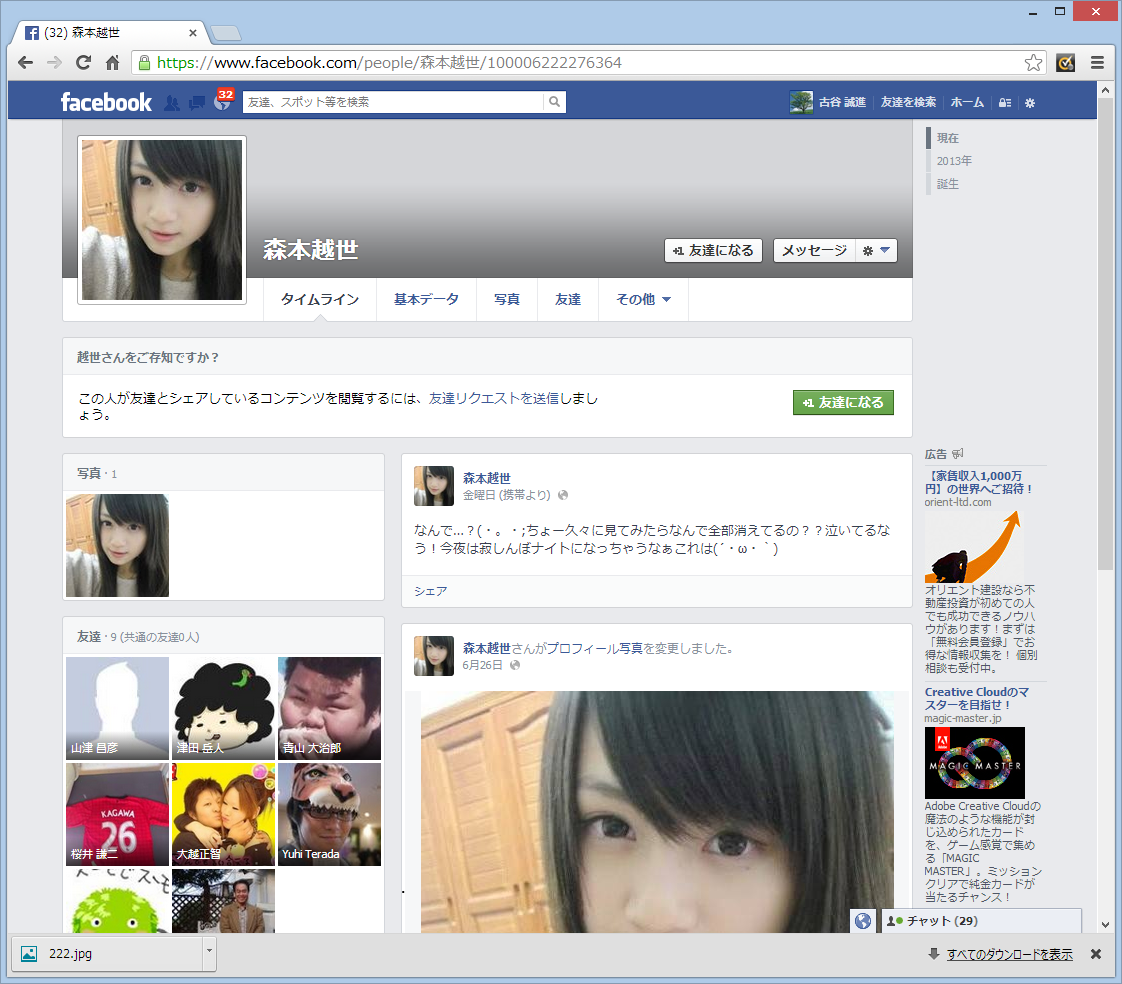 (32) 森本越世
https://www.facebook.com/people/森本越世/100006222276364
facebook
32
友達、スポット等を検索
古谷 誠進
友達を検索
ホーム
森本越世
+1 友達になる
メッセージ
タイムライン
基本データ
写真
友達
その他
現在
2013年
誕生
越世さんをご存知ですか？
この人が友達とシェアしているコンテンツを閲覧するには、友達リクエストを送信しまし
ょう。
+1 友達になる
写真・1
友達・9 (共通の友達0人)
山津 昌彦
津田 岳人
青山 大治郎
KAGAWA
26
桜井 謙二
大越正智
Yuhi Terada
森本越世
金曜日 (携帯より)
なんで…？(・。・;ちょー久々に見てみたらなんで全部消えてるの？？泣いてるな
う！今夜は寂しんぼナイトになっちゃうなぁこれは(´・ω・｀)
シェア
森本越世さんがプロフィール写真を変更しました。
6月26日
広告
【家賃収入1,000万
円】の世界へご招待！
orient-ltd.com
オリエント建設なら不
動産投資が初めての人
でも成功できるノウハ
ウがあります！まずは
「無料会員登録」でお
得な情報収集を！ 個別
相談も受付中。
Creative Cloudのマ
スターを目指せ！
magic-master.jp
MAGIC MASTER
Adobe Creative Cloudの
魔法のような機能が封
じ込められたカード
を、ゲーム感覚で集め
る「MAGIC
MASTER」。ミッション
クリアで純金カードが
当たるチャンス！
チャット (29)
222.jpg
すべてのダウンロードを表示